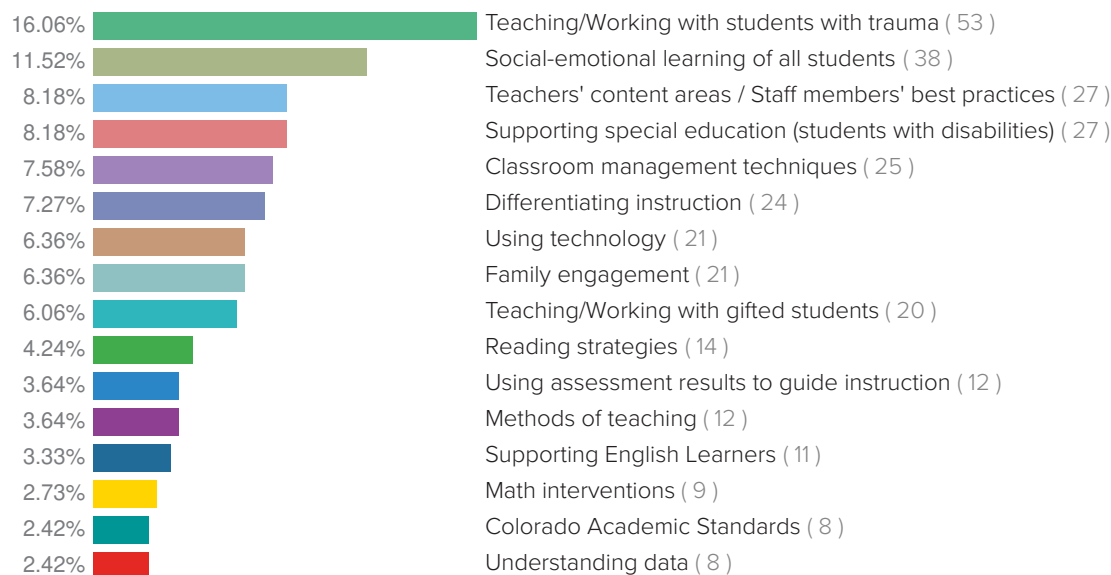 16.06% Teaching/Working with students with trauma ( 53 )
11.52% Social-emotional learning of all students ( 38 )
8.18% Teachers' content areas / Staff members' best practices ( 27 )
8.18% Supporting special education (students with disabilities) ( 27 )
7.58% Classroom management techniques ( 25 )
7.27% Differentiating instruction ( 24 )
6.36% Using technology ( 21 )
6.36% Family engagement ( 21 )
6.06% Teaching/Working with gifted students ( 20 )
4.24% Reading strategies ( 14 )
3.64% Using assessment results to guide instruction ( 12 )
3.64% Methods of teaching ( 12 )
3.33% Supporting English Learners ( 11 )
2.73% Math interventions ( 9 )
2.42% Colorado Academic Standards ( 8 )
2.42% Understanding data ( 8 )